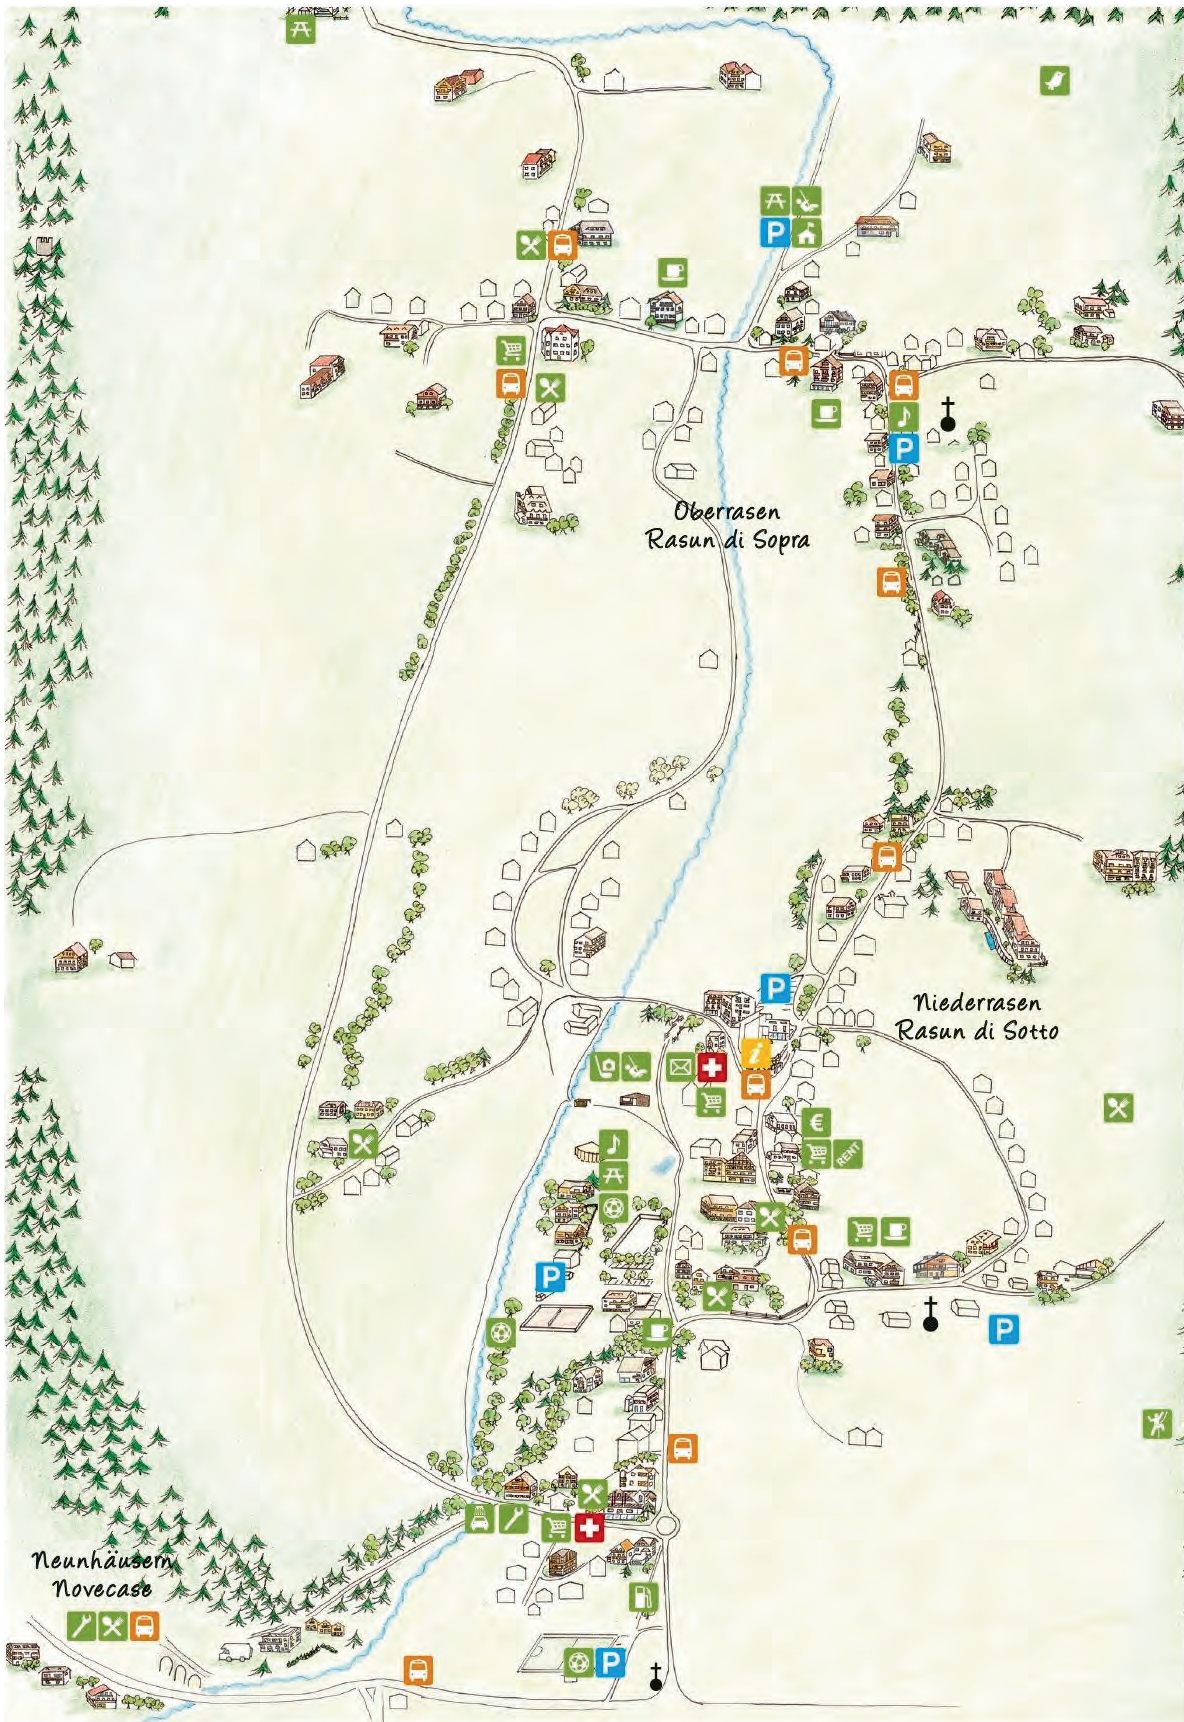 P
Oberrasen
Rasun di Sopra
P
P
Niederrasen
Rasun di Sotto
i
€
RENT
P
P
Neunhäusern
Novecase
P